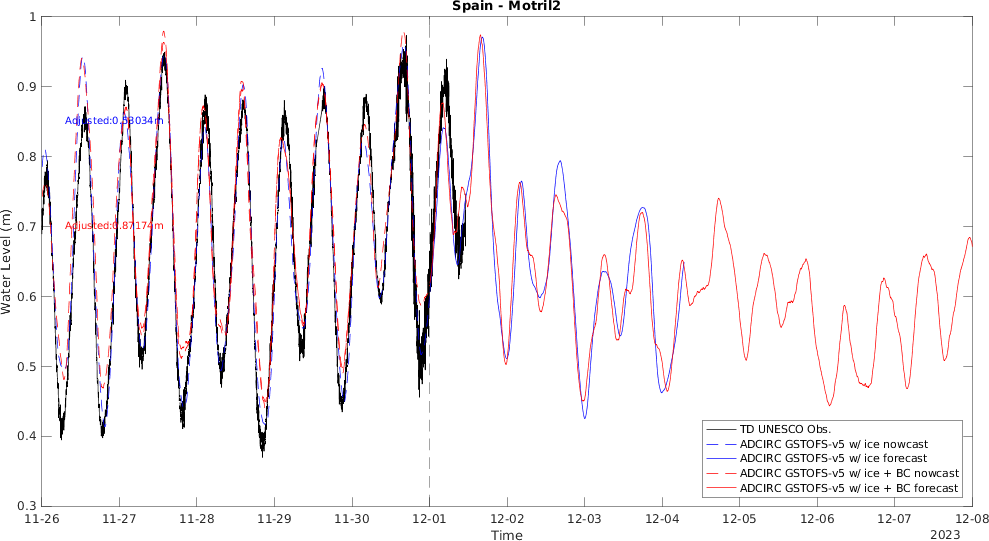 Spain - Motril2
Water Level (m)
1
0.9
0.8
0.7
0.6
0.5
0.4
0.3
Adjusted:0.87174m
11-26
11-27
11-28
11-29
11-30
12-01
12-02
12-03
12-04
12-05
12-06
12-07
12-08
Time
2023
TD UNESCO Obs.
ADCIRC GSTOFS-v5 w/ ice nowcast
ADCIRC GSTOFS-v5 w/ ice forecast
ADCIRC GSTOFS-v5 w/ ice + BC nowcast
ADCIRC GSTOFS-v5 w/ ice + BC forecast